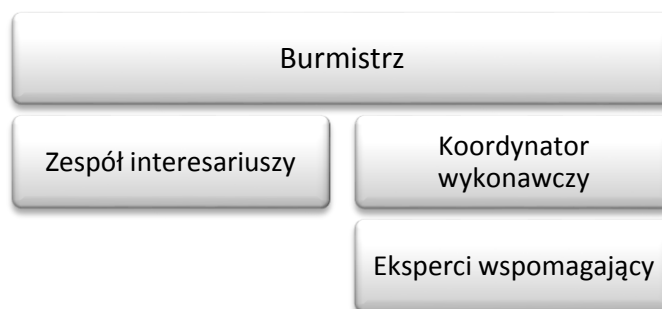 Burmistrz
Zespół interesariuszy
Koordynator
wykonawczy
Eksperci wspomagający